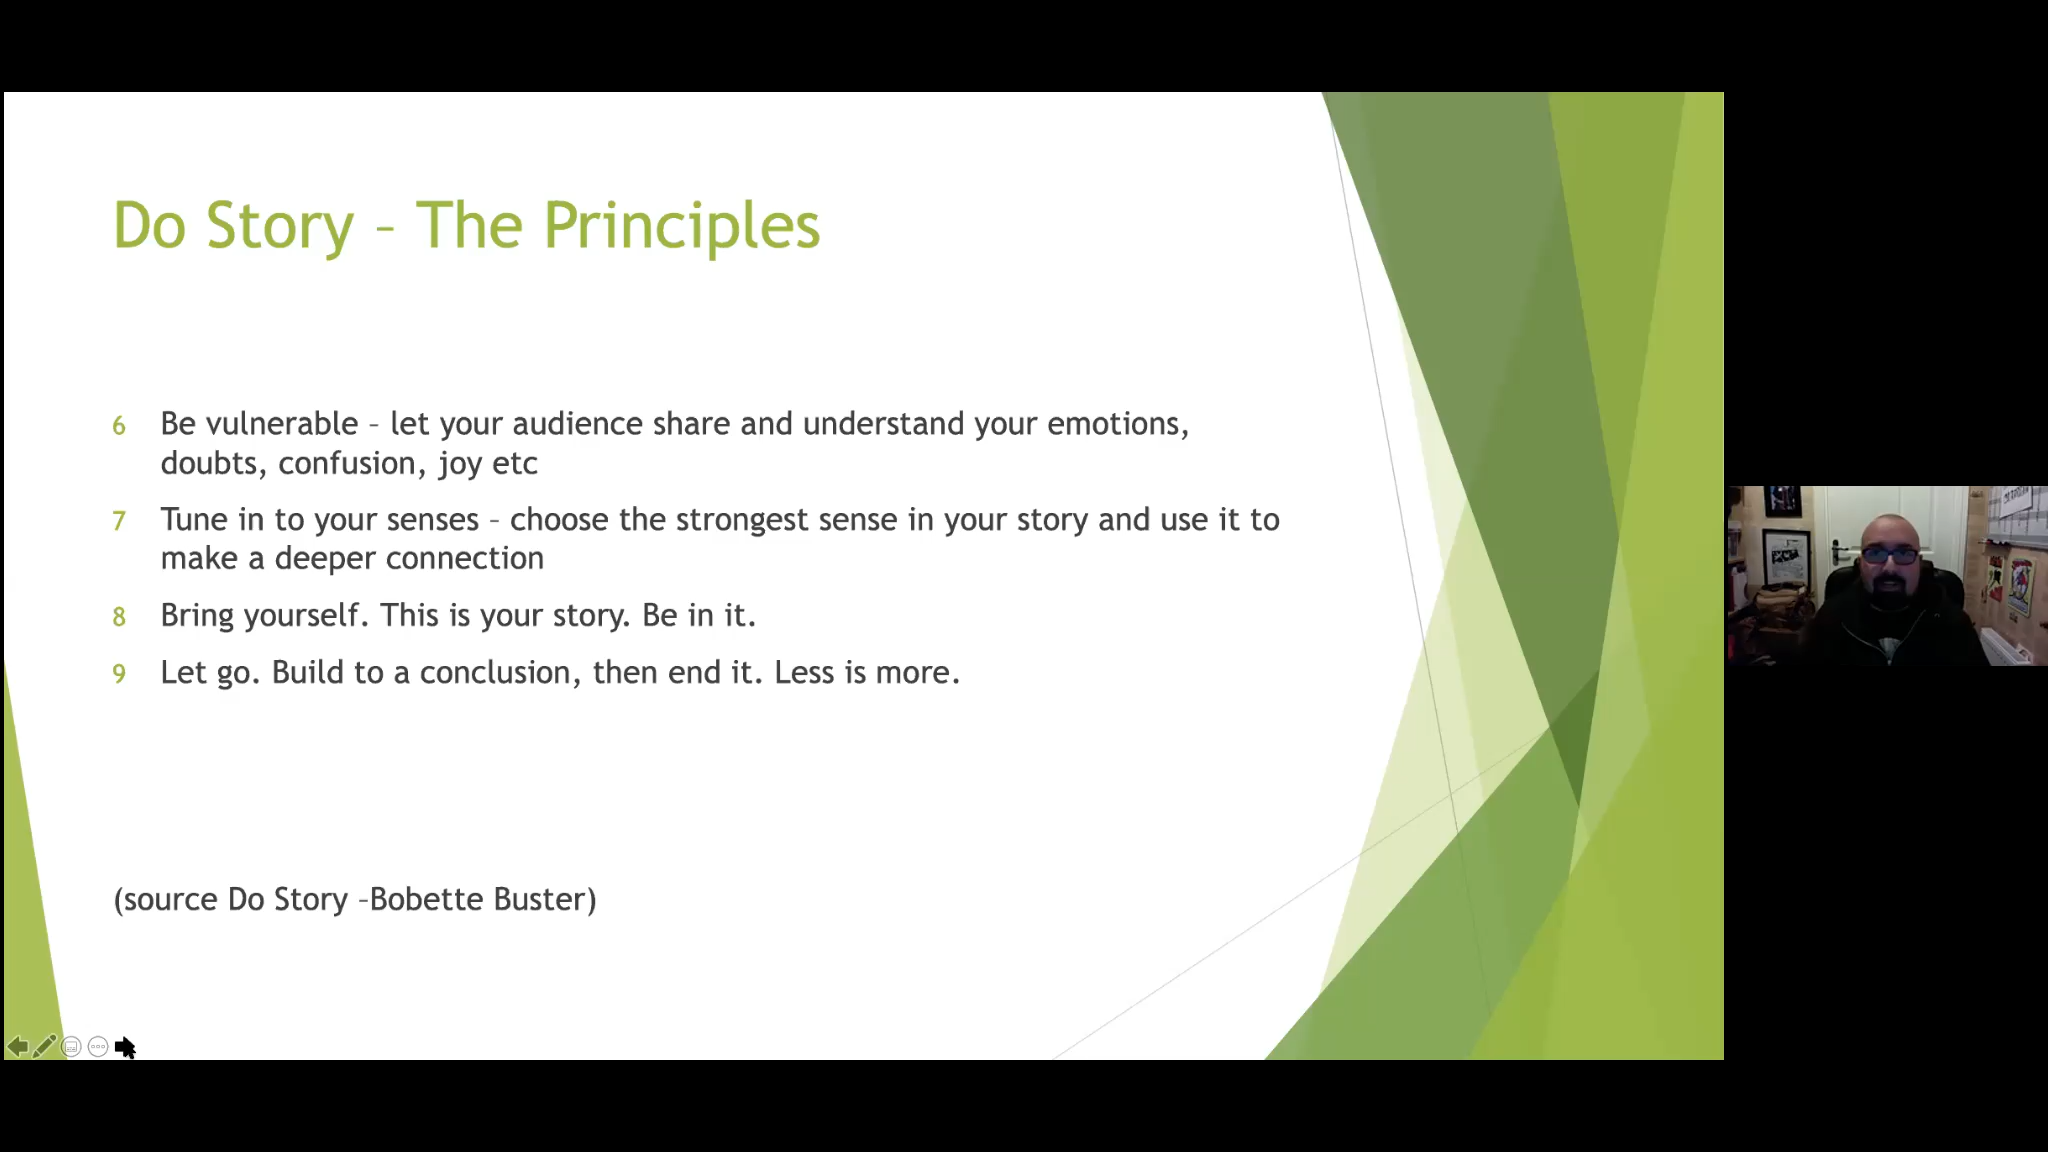 Do Story – The Principles
6 Be vulnerable – let your audience share and understand your emotions,
doubts, confusion, joy etc
7 Tune in to your senses – choose the strongest sense in your story and use it to
make a deeper connection
8 Bring yourself. This is your story. Be in it.
9 Let go. Build to a conclusion, then end it. Less is more.
(source Do Story –Bobette Buster)